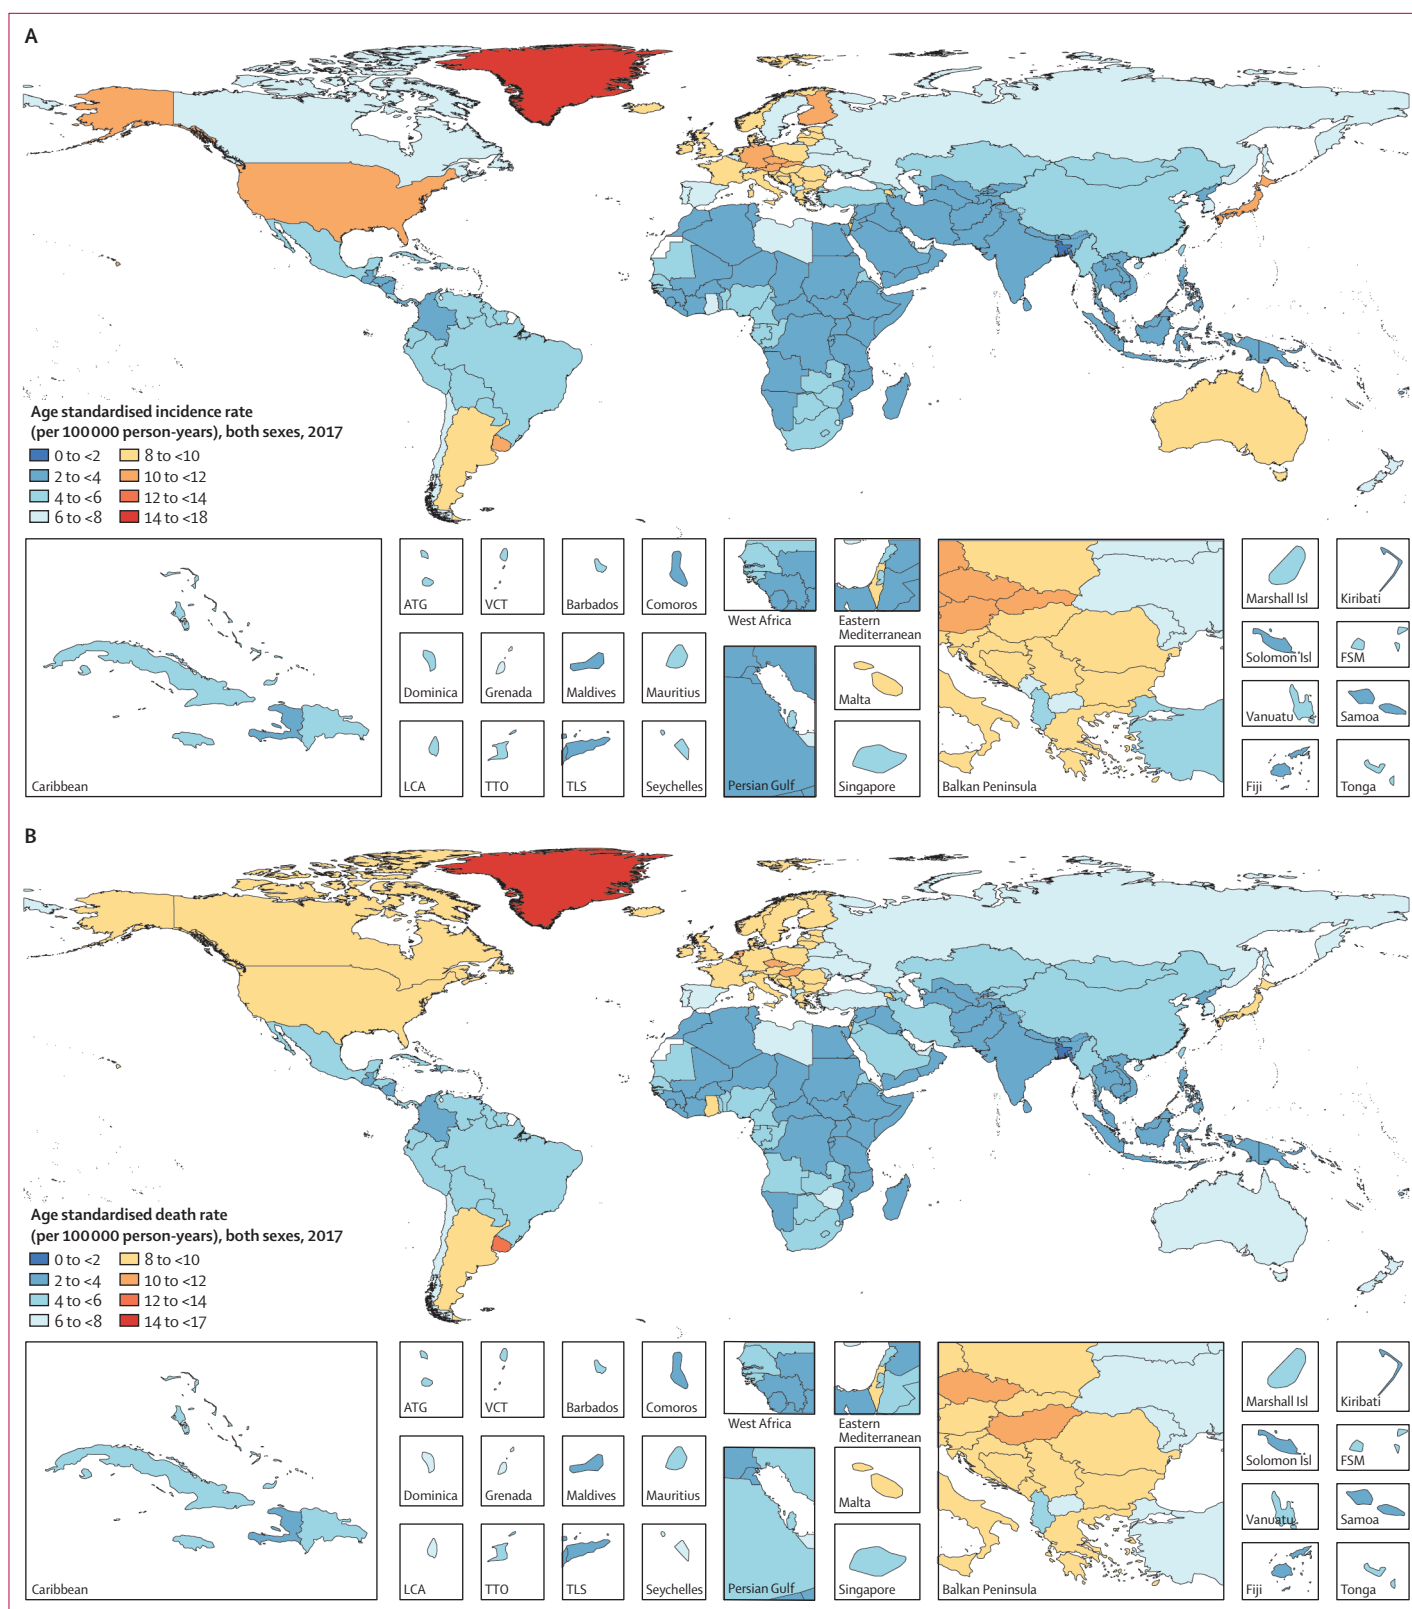 A
Age standardised incidence rate
(per 100 000 person-years), both sexes, 2017
0 to <2
8 to <10
2 to <4
10 to <12
4 to <6
12 to <14
6 to <8
14 to <18
Caribbean
ATG
VCT
Barbados
Comoros
Dominica
Grenada
Maldives
Mauritius
LCA
TTO
TLS
Seychelles
West Africa
Eastern
Mediterranean
Persian Gulf
Malta
Singapore
Balkan Peninsula
Marshall Isl
Kiribati
Solomon Isl
FSM
Vanuatu
Samoa
Fiji
Tonga
B
Age standardised death rate
(per 100 000 person-years), both sexes, 2017
0 to <2
8 to <10
2 to <4
10 to <12
4 to <6
12 to <14
6 to <8
14 to <17
Caribbean
ATG
VCT
Barbados
Comoros
Dominica
Grenada
Maldives
Mauritius
LCA
TTO
TLS
Seychelles
West Africa
Eastern
Mediterranean
Persian Gulf
Malta
Singapore
Balkan Peninsula
Marshall Isl
Kiribati
Solomon Isl
FSM
Vanuatu
Samoa
Fiji
Tonga